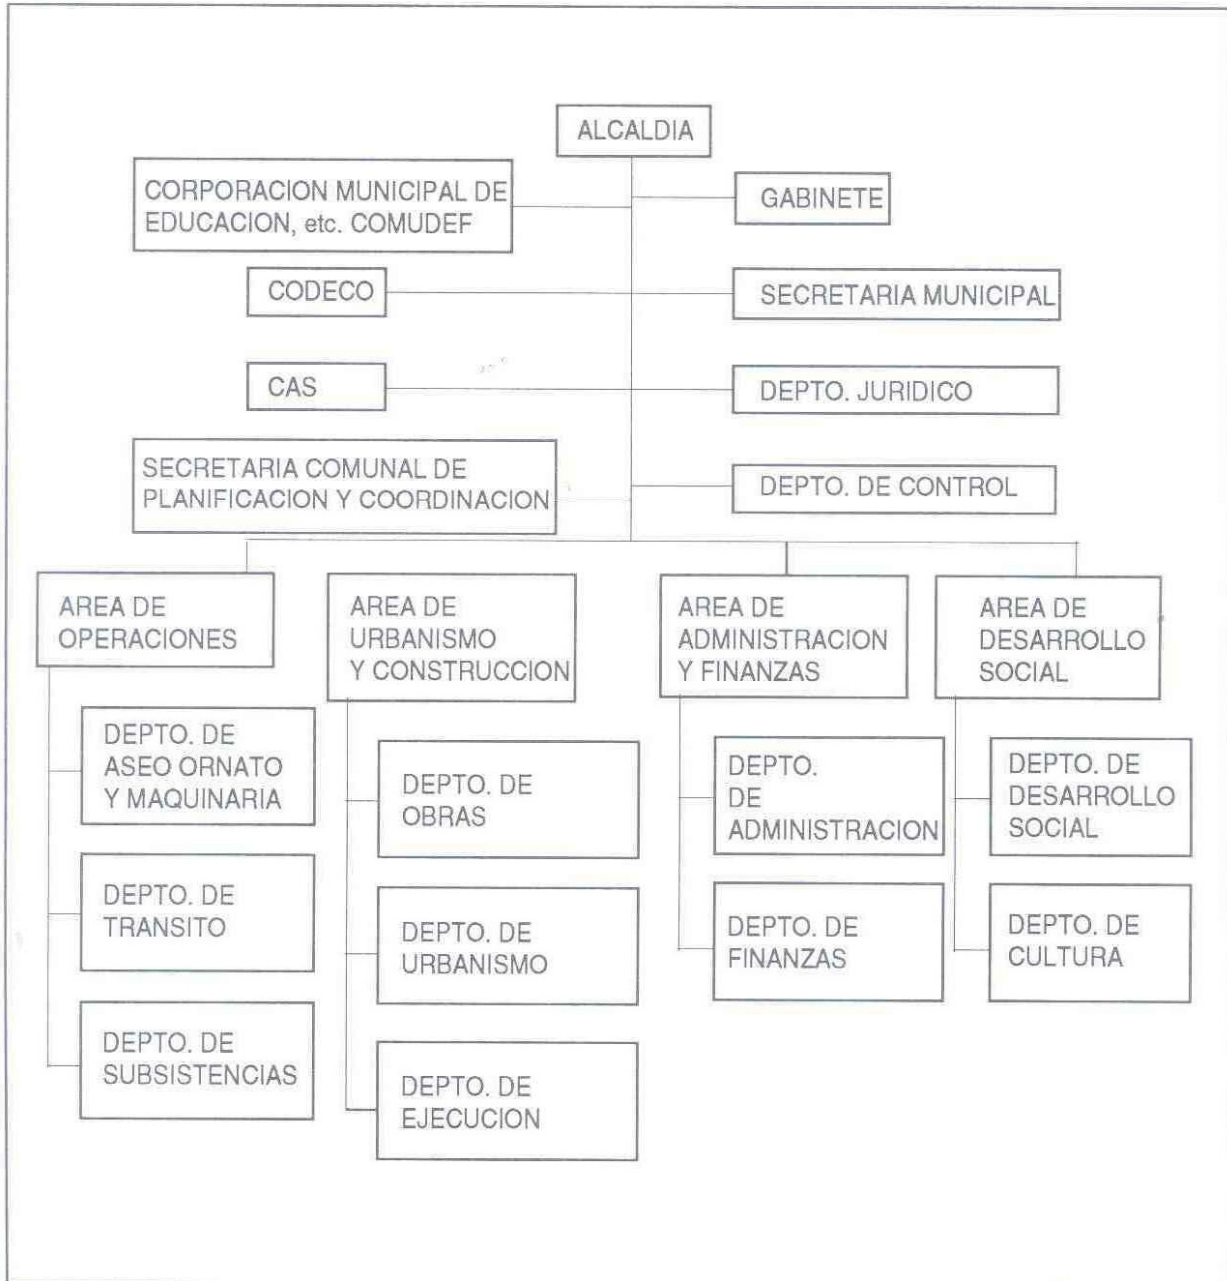 ALCALDIA
CORPORACION MUNICIPAL DE
EDUCACION, etc. COMUDEF
GABINETE
CODECO
SECRETARIA MUNICIPAL
CAS
DEPTO. JURIDICO
SECRETARIA COMUNAL DE
PLANIFICACION Y COORDINACION
DEPTO. DE CONTROL
AREA DE
OPERACIONES
AREA DE
URBANISMO
Y CONSTRUCCION
AREA DE
ADMINISTRACION
Y FINANZAS
AREA DE
DESARROLLO
SOCIAL
DEPTO. DE
ASEO ORNATO
Y MAQUINARIA
DEPTO. DE
OBRAS
DEPTO.
DE
ADMINISTRACION
DEPTO. DE
DESARROLLO
SOCIAL
DEPTO. DE
TRANSITO
DEPTO. DE
URBANISMO
DEPTO. DE
FINANZAS
DEPTO. DE
CULTURA
DEPTO. DE
SUBSISTENCIAS
DEPTO. DE
EJECUCION